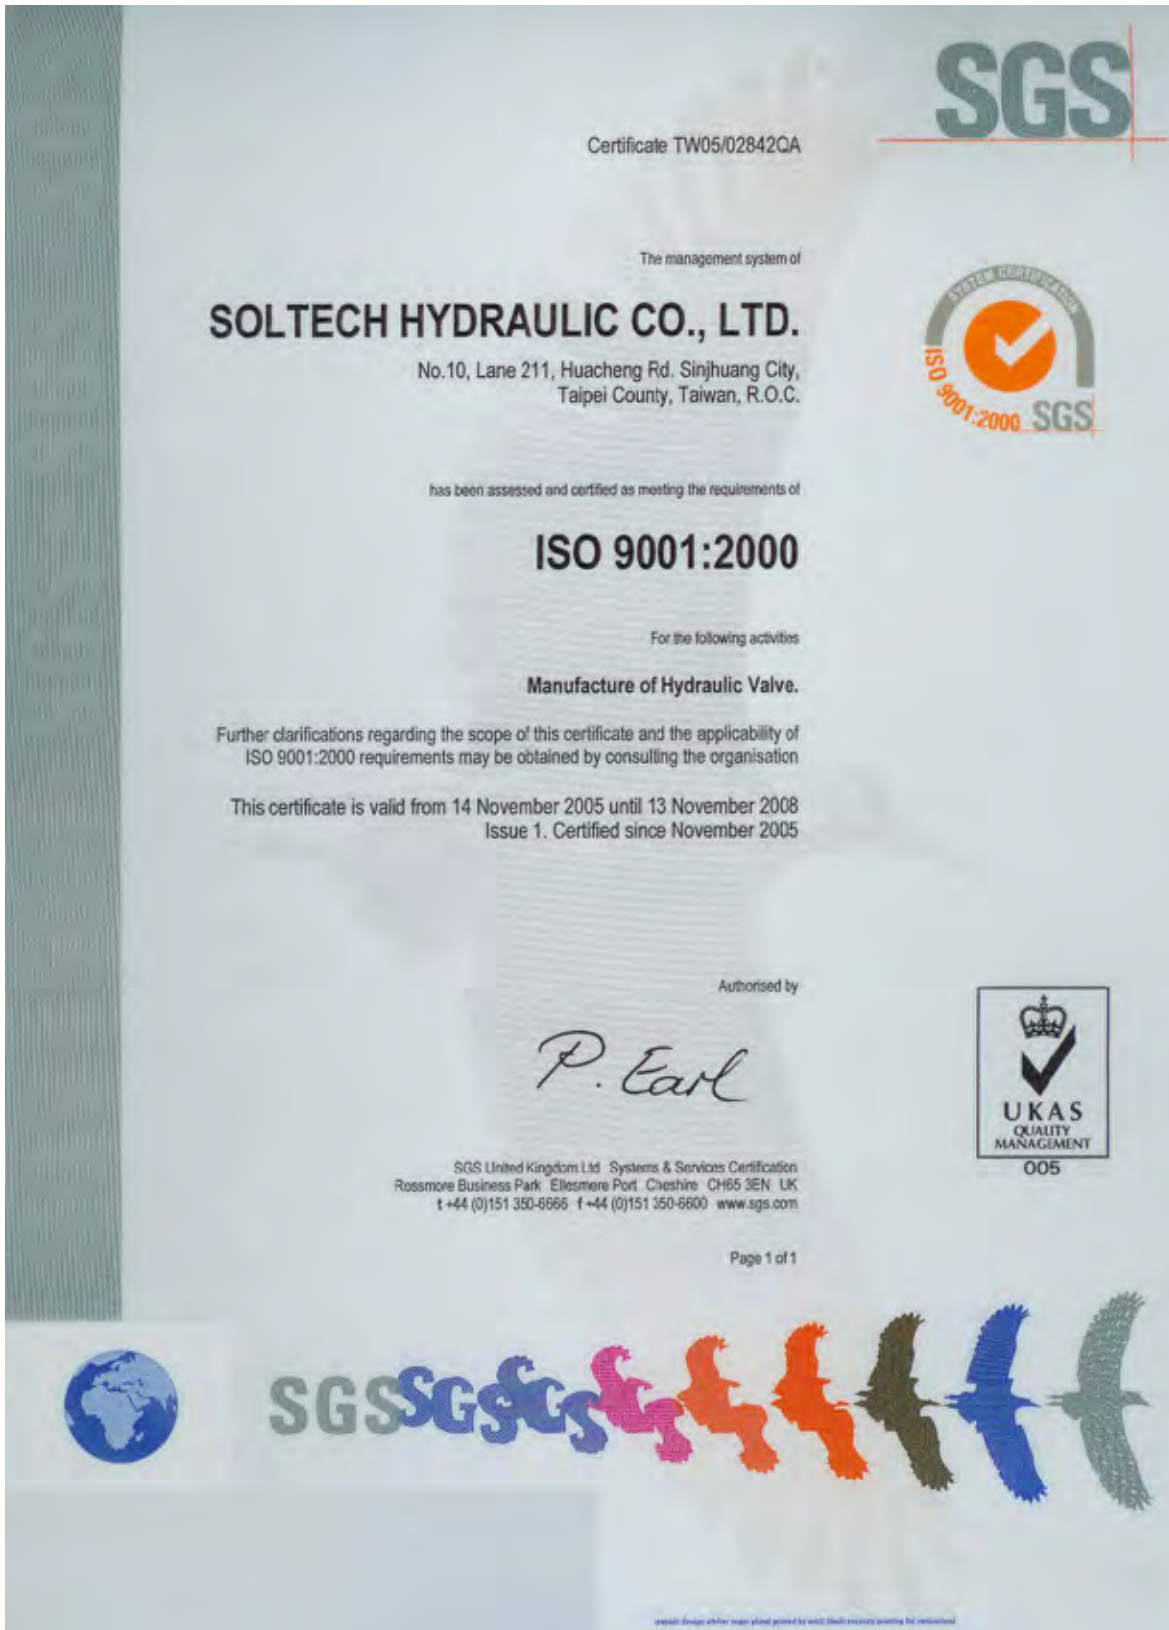 SGS
Certificate TW05/02842QA
The management system of
SOLTECH HYDRAULIC CO., LTD.
No.10, Lane 211, Huacheng Rd. Sinjhuang City,
Taipei County, Taiwan, R.O.C.
SYSTEM CERTIFICATION
ISO 9001:2000 SGS
has been assessed and certified as meeting the requirements of
ISO 9001:2000
For the following activities
Manufacture of Hydraulic Valve.
Further clarifications regarding the scope of this certificate and the applicability of
ISO 9001:2000 requirements may be obtained by consulting the organisation
This certificate is valid from 14 November 2005 until 13 November 2008
Issue 1. Certified since November 2005
Authorised by
P. Earl
UKAS
QUALITY
MANAGEMENT
005
SGS United Kingdom Ltd Systems & Services Certification
Rossmore Business Park Ellesmere Port Cheshire CH65 3EN UK
t +44 (0)151 350-6666 f +44 (0)151 350-6600 www.sgs.com
Page 1 of 1
SGSSGSSGS